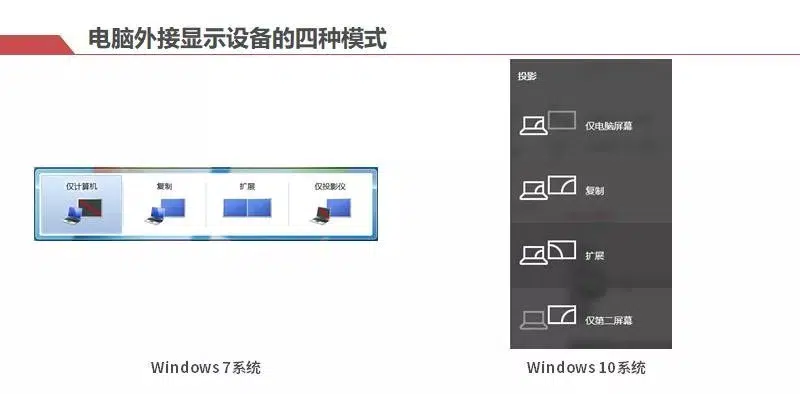 电脑外接显示设备的四种模式
仅计算机 复制 扩展 仅投影仪
Windows 7系统
投影
仅电脑屏幕
复制
扩展
仅第二屏幕
Windows 10系统